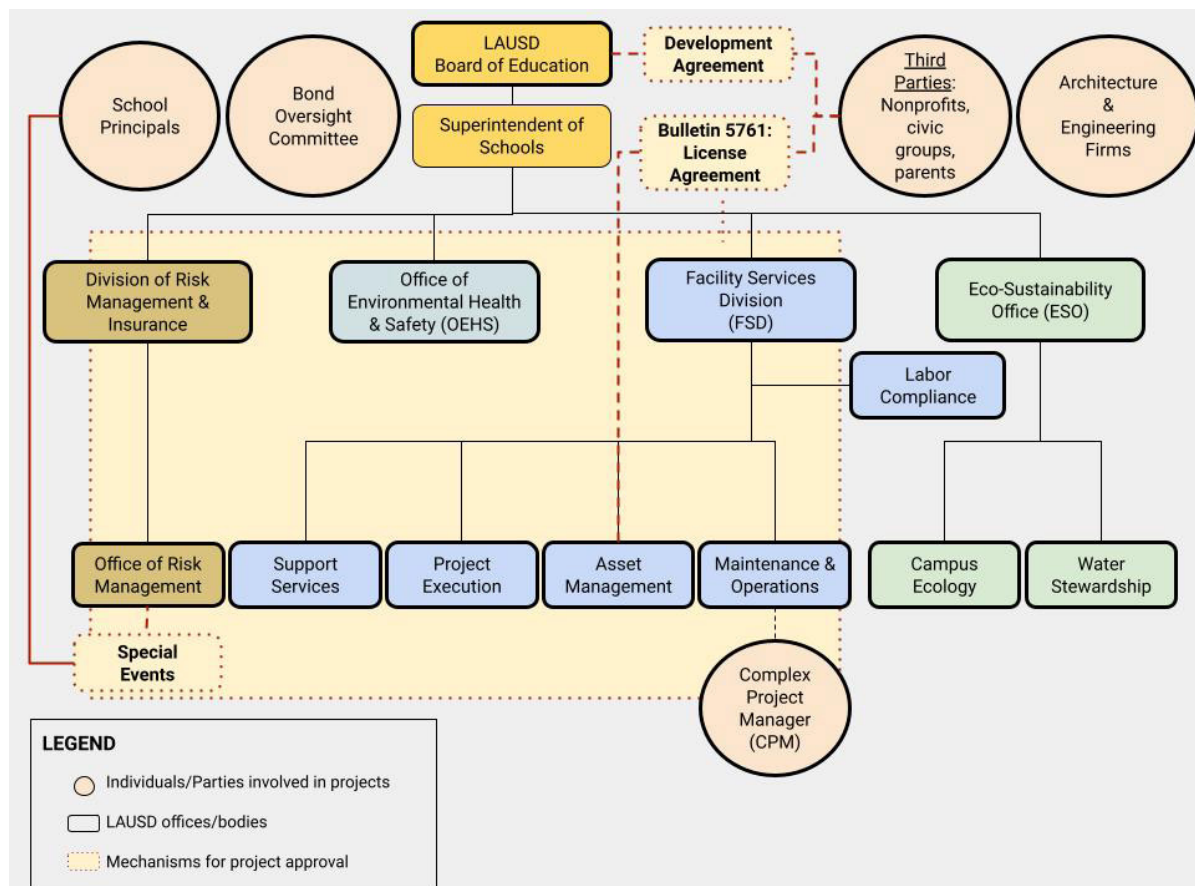 School
Principals
Bond
Oversight
Committee
LAUSD
Board of Education
Superintendent of
Schools
Development
Agreement
Bulletin 5761:
License
Agreement
Third
Parties:
Nonprofits,
civic
groups,
parents
Architecture
&
Engineering
Firms
Division of Risk
Management &
Insurance
Office of
Environmental Health
& Safety (OEHS)
Facility Services
Division
(FSD)
Eco-Sustainability
Office (ESO)
Labor
Compliance
Office of Risk
Management
Support
Services
Project
Execution
Asset
Management
Maintenance &
Operations
Campus
Ecology
Water
Stewardship
Special
Events
Complex
Project
Manager
(CPM)
LEGEND
Individuals/Parties involved in projects
LAUSD offices/bodies
Mechanisms for project approval